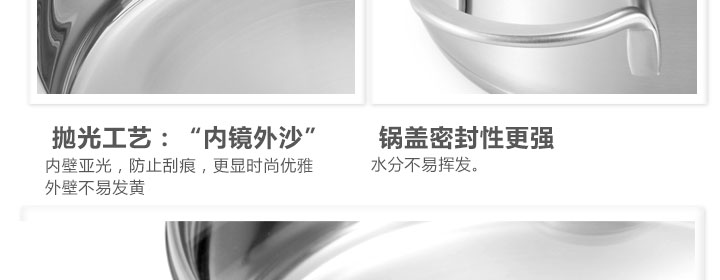 抛光工艺：“内镜外沙”
内壁亚光，防止刮痕，更显时尚优雅
外壁不易发黄
锅盖密封性更强
水分不易挥发。